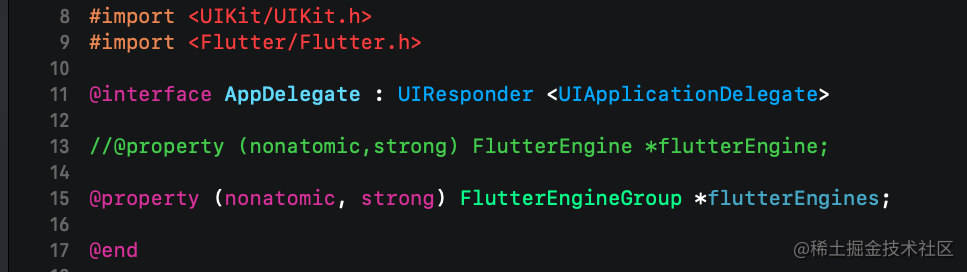 8 #import <UIKit/UIKit.h>
9 #import <Flutter/Flutter.h>
10
11 @interface AppDelegate : UIResponder <UIApplicationDelegate>
12
13 //@property (nonatomic,strong) FlutterEngine *flutterEngine;
14
15 @property (nonatomic, strong) FlutterEngineGroup *flutterEngines;
16
17 @end
@稀土掘金技术社区